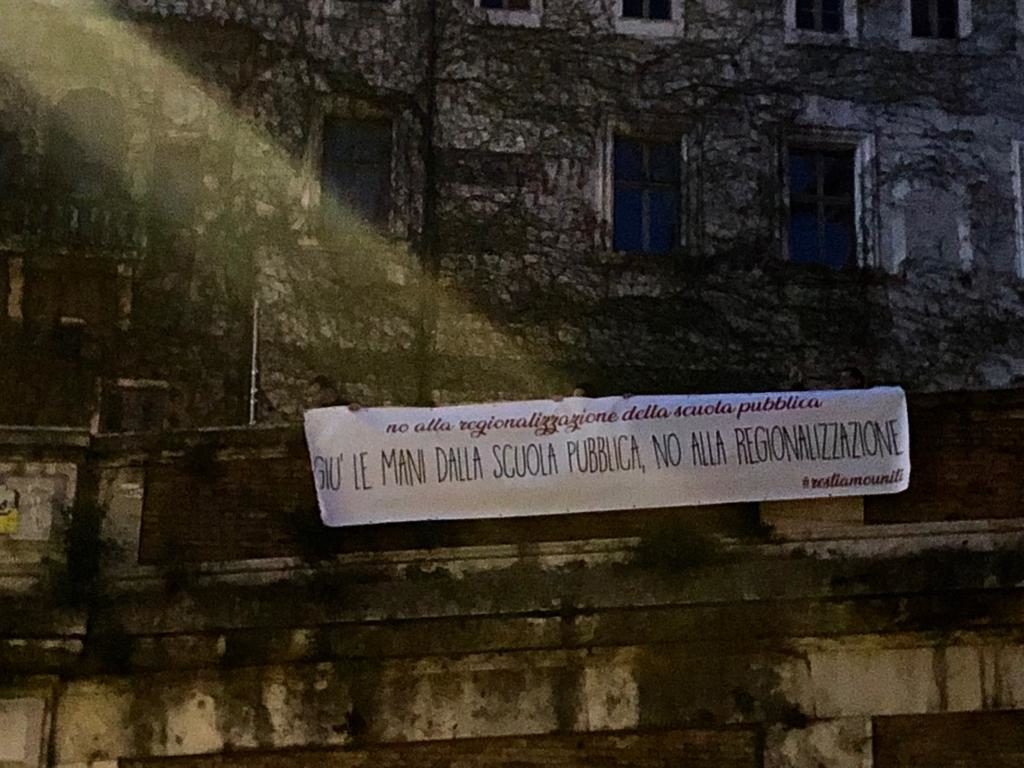 no alla regionalizzazione della scuola pubblica
GIU' LE MANI DALLA SCUOLA PUBBLICA, NO ALLA REGIONALIZZAZIONE
#restiamouniti